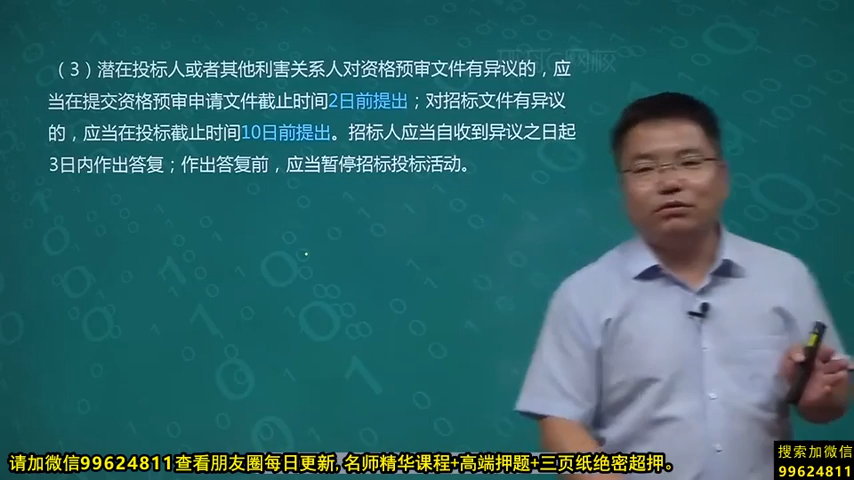 （3）潜在投标人或者其他利害关系人对资格预审文件有异议的，应
当在提交资格预审申请文件截止时间2日前提出；对招标文件有异议
的，应当在投标截止时间10日前提出。招标人应当自收到异议之日起
3日内作出答复；作出答复前，应当暂停招标投标活动。
请加微信99624811查看朋友圈每日更新,名师精华课程+高端押题+三页纸绝密超押。
搜索加微信
99624811